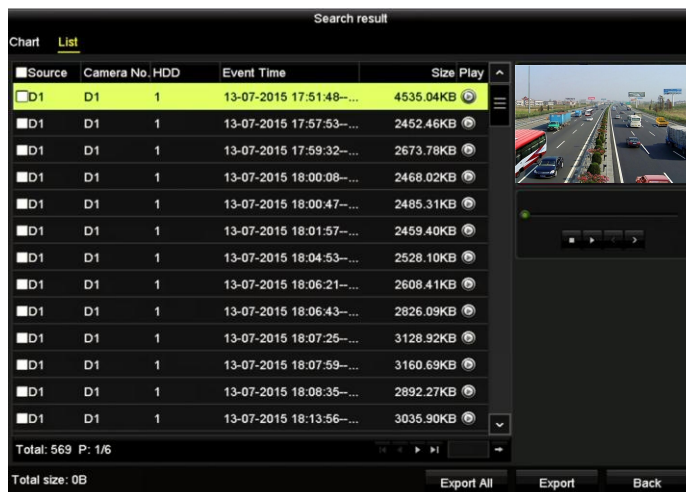 Search result
Chart List
Source Camera No. HDD Event Time Size Play
D1 D1 1 13-07-2015 17:51:48--... 4535.04KB
D1 D1 1 13-07-2015 17:57:53--... 2452.46KB
D1 D1 1 13-07-2015 17:59:32--... 2673.78KB
D1 D1 1 13-07-2015 18:00:08--... 2468.02KB
D1 D1 1 13-07-2015 18:00:47--... 2485.31KB
D1 D1 1 13-07-2015 18:01:57--... 2459.40KB
D1 D1 1 13-07-2015 18:04:53--... 2528.10KB
D1 D1 1 13-07-2015 18:06:21--... 2608.41KB
D1 D1 1 13-07-2015 18:06:43--... 2826.09KB
D1 D1 1 13-07-2015 18:07:25--... 3128.92KB
D1 D1 1 13-07-2015 18:07:59--... 3160.69KB
D1 D1 1 13-07-2015 18:08:35--... 2892.27KB
D1 D1 1 13-07-2015 18:13:56--... 3035.90KB
Total: 569 P: 1/6
Total size: 0B
Export All Export Back